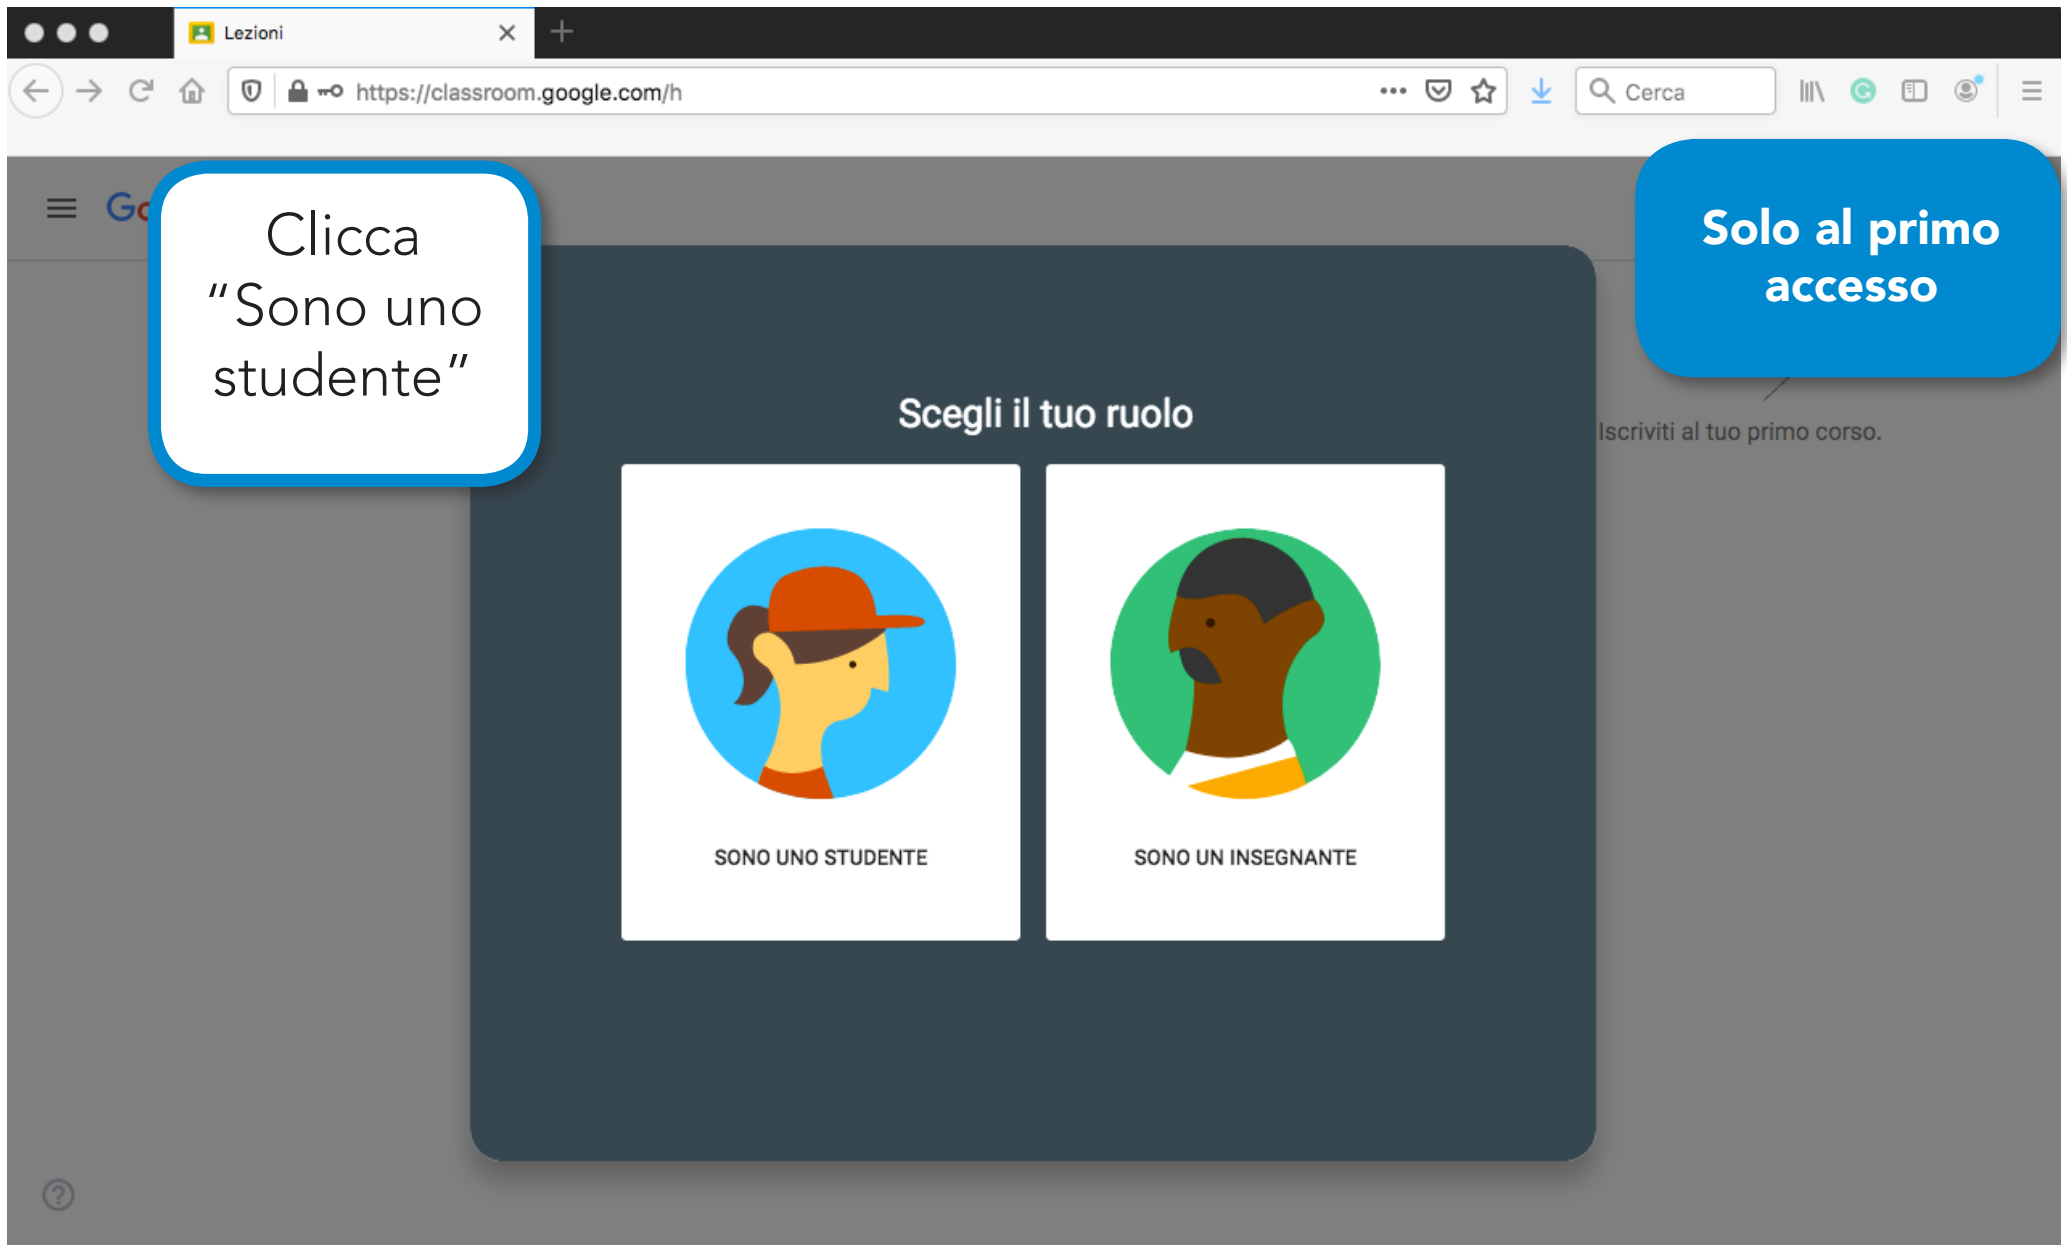 Lezioni
https://classroom.google.com/h
Cerca
Clicca
“Sono uno
studente”
Solo al primo
accesso
Scegli il tuo ruolo
Iscriviti al tuo primo corso.
SONO UNO STUDENTE
SONO UN INSEGNANTE